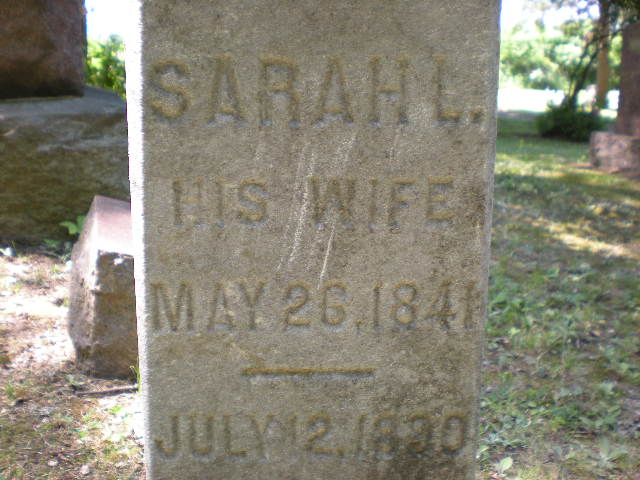 SARAH L.
HIS WIFE
MAY 26, 1841
JULY 12, 1890